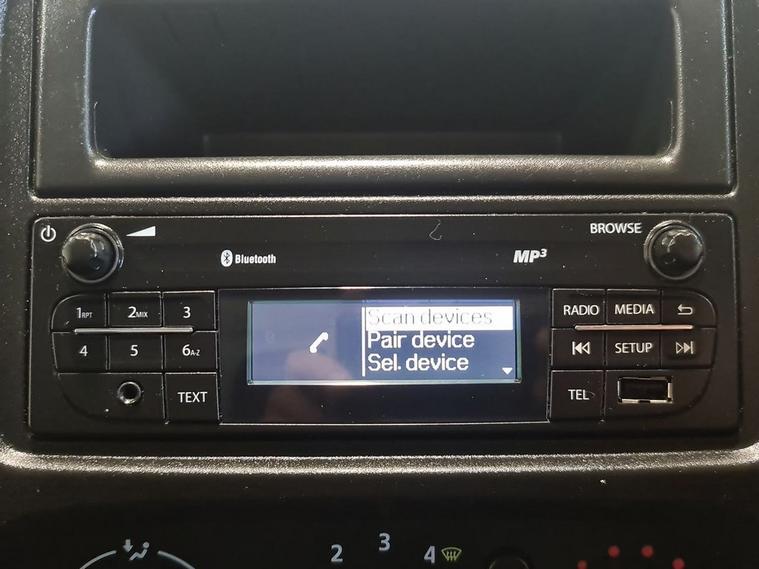 BROWSE
Bluetooth
MP3
1RPT 2MIX 3
4 5 6A-Z
TEXT
Scan devices
Pair device
Sel. device
RADIO MEDIA
SETUP
TEL
2 3 4